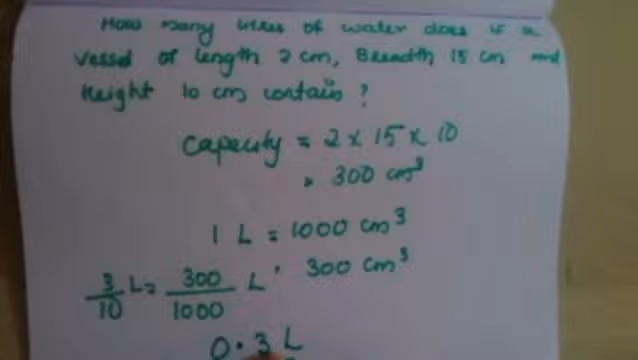 How many litres of water does if a
vessel of length 2 cm, Breadth 15 cm and
Height 10 cm contain ?
Capacity = 2 x 15 x 10
= 300 cm³
1 L = 1000 cm³
3/10 L = 300/1000 L , 300 cm³
0.3 L